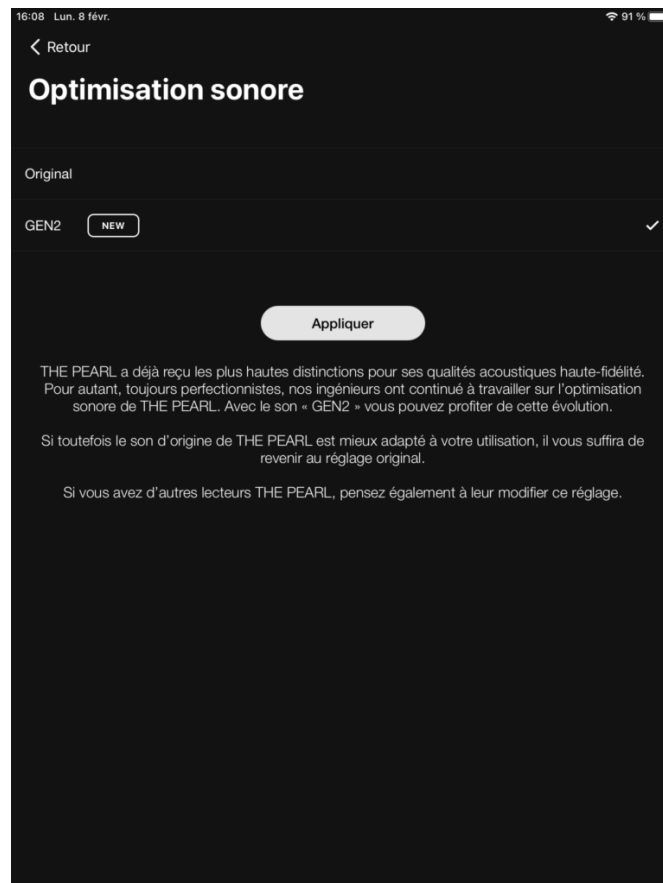 16:08 Lun. 8 févr.
91 %
Retour
Optimisation sonore
Original
GEN2 NEW
Appliquer
THE PEARL a déjà reçu les plus hautes distinctions pour ses qualités acoustiques haute-fidélité.
Pour autant, toujours perfectionnistes, nos ingénieurs ont continué à travailler sur l'optimisation
sonore de THE PEARL. Avec le son « GEN2 » vous pouvez profiter de cette évolution.
Si toutefois le son d'origine de THE PEARL est mieux adapté à votre utilisation, il vous suffira de
revenir au réglage original.
Si vous avez d'autres lecteurs THE PEARL, pensez également à leur modifier ce réglage.